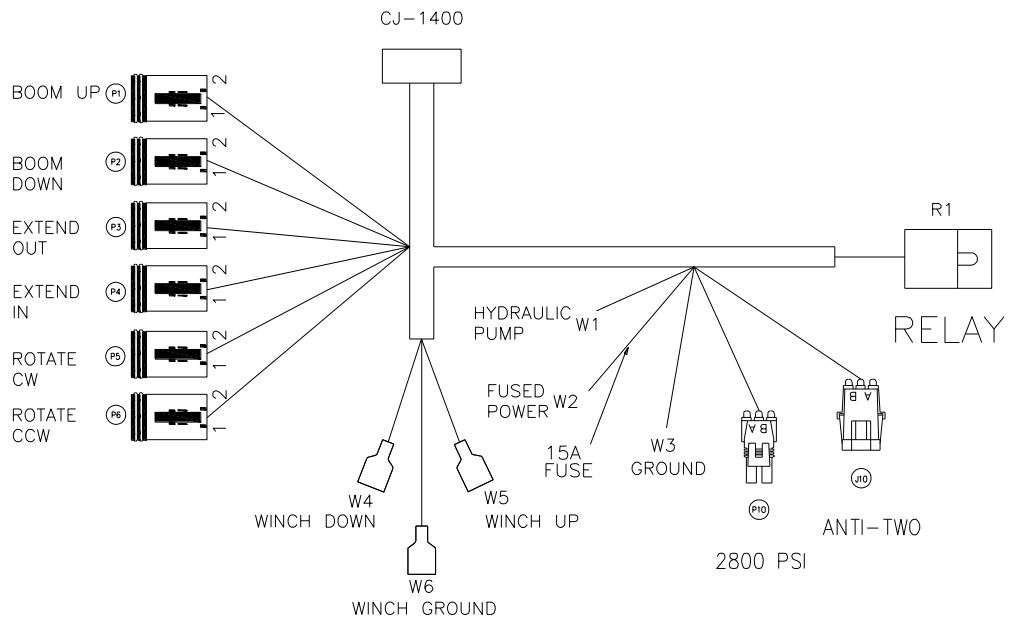 CJ-1400
BOOM UP P1 2 1
BOOM
DOWN
P2 2 1
EXTEND
OUT
P3 2 1
EXTEND
IN
P4 2 1
ROTATE
CW
P5 2 1
ROTATE
CCW
P6 2 1
R1
RELAY
HYDRAULIC
PUMP
W1
FUSED
POWER
W2
15A
FUSE
W3
GROUND
B A
P10
2800 PSI
B A
J10
ANTI-TWO
W4
WINCH DOWN
W5
WINCH UP
W6
WINCH GROUND